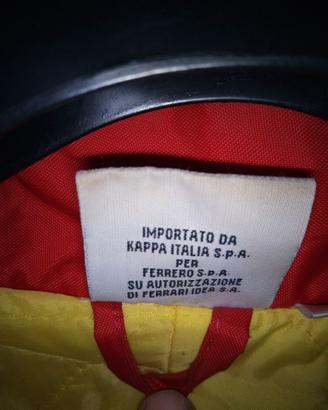 IMPORTATO DA
KAPPA ITALIA S.p.A.
PER
FERRERO S.p.A.
SU AUTORIZZAZIONE
DI FERRARI IDEA S.A.